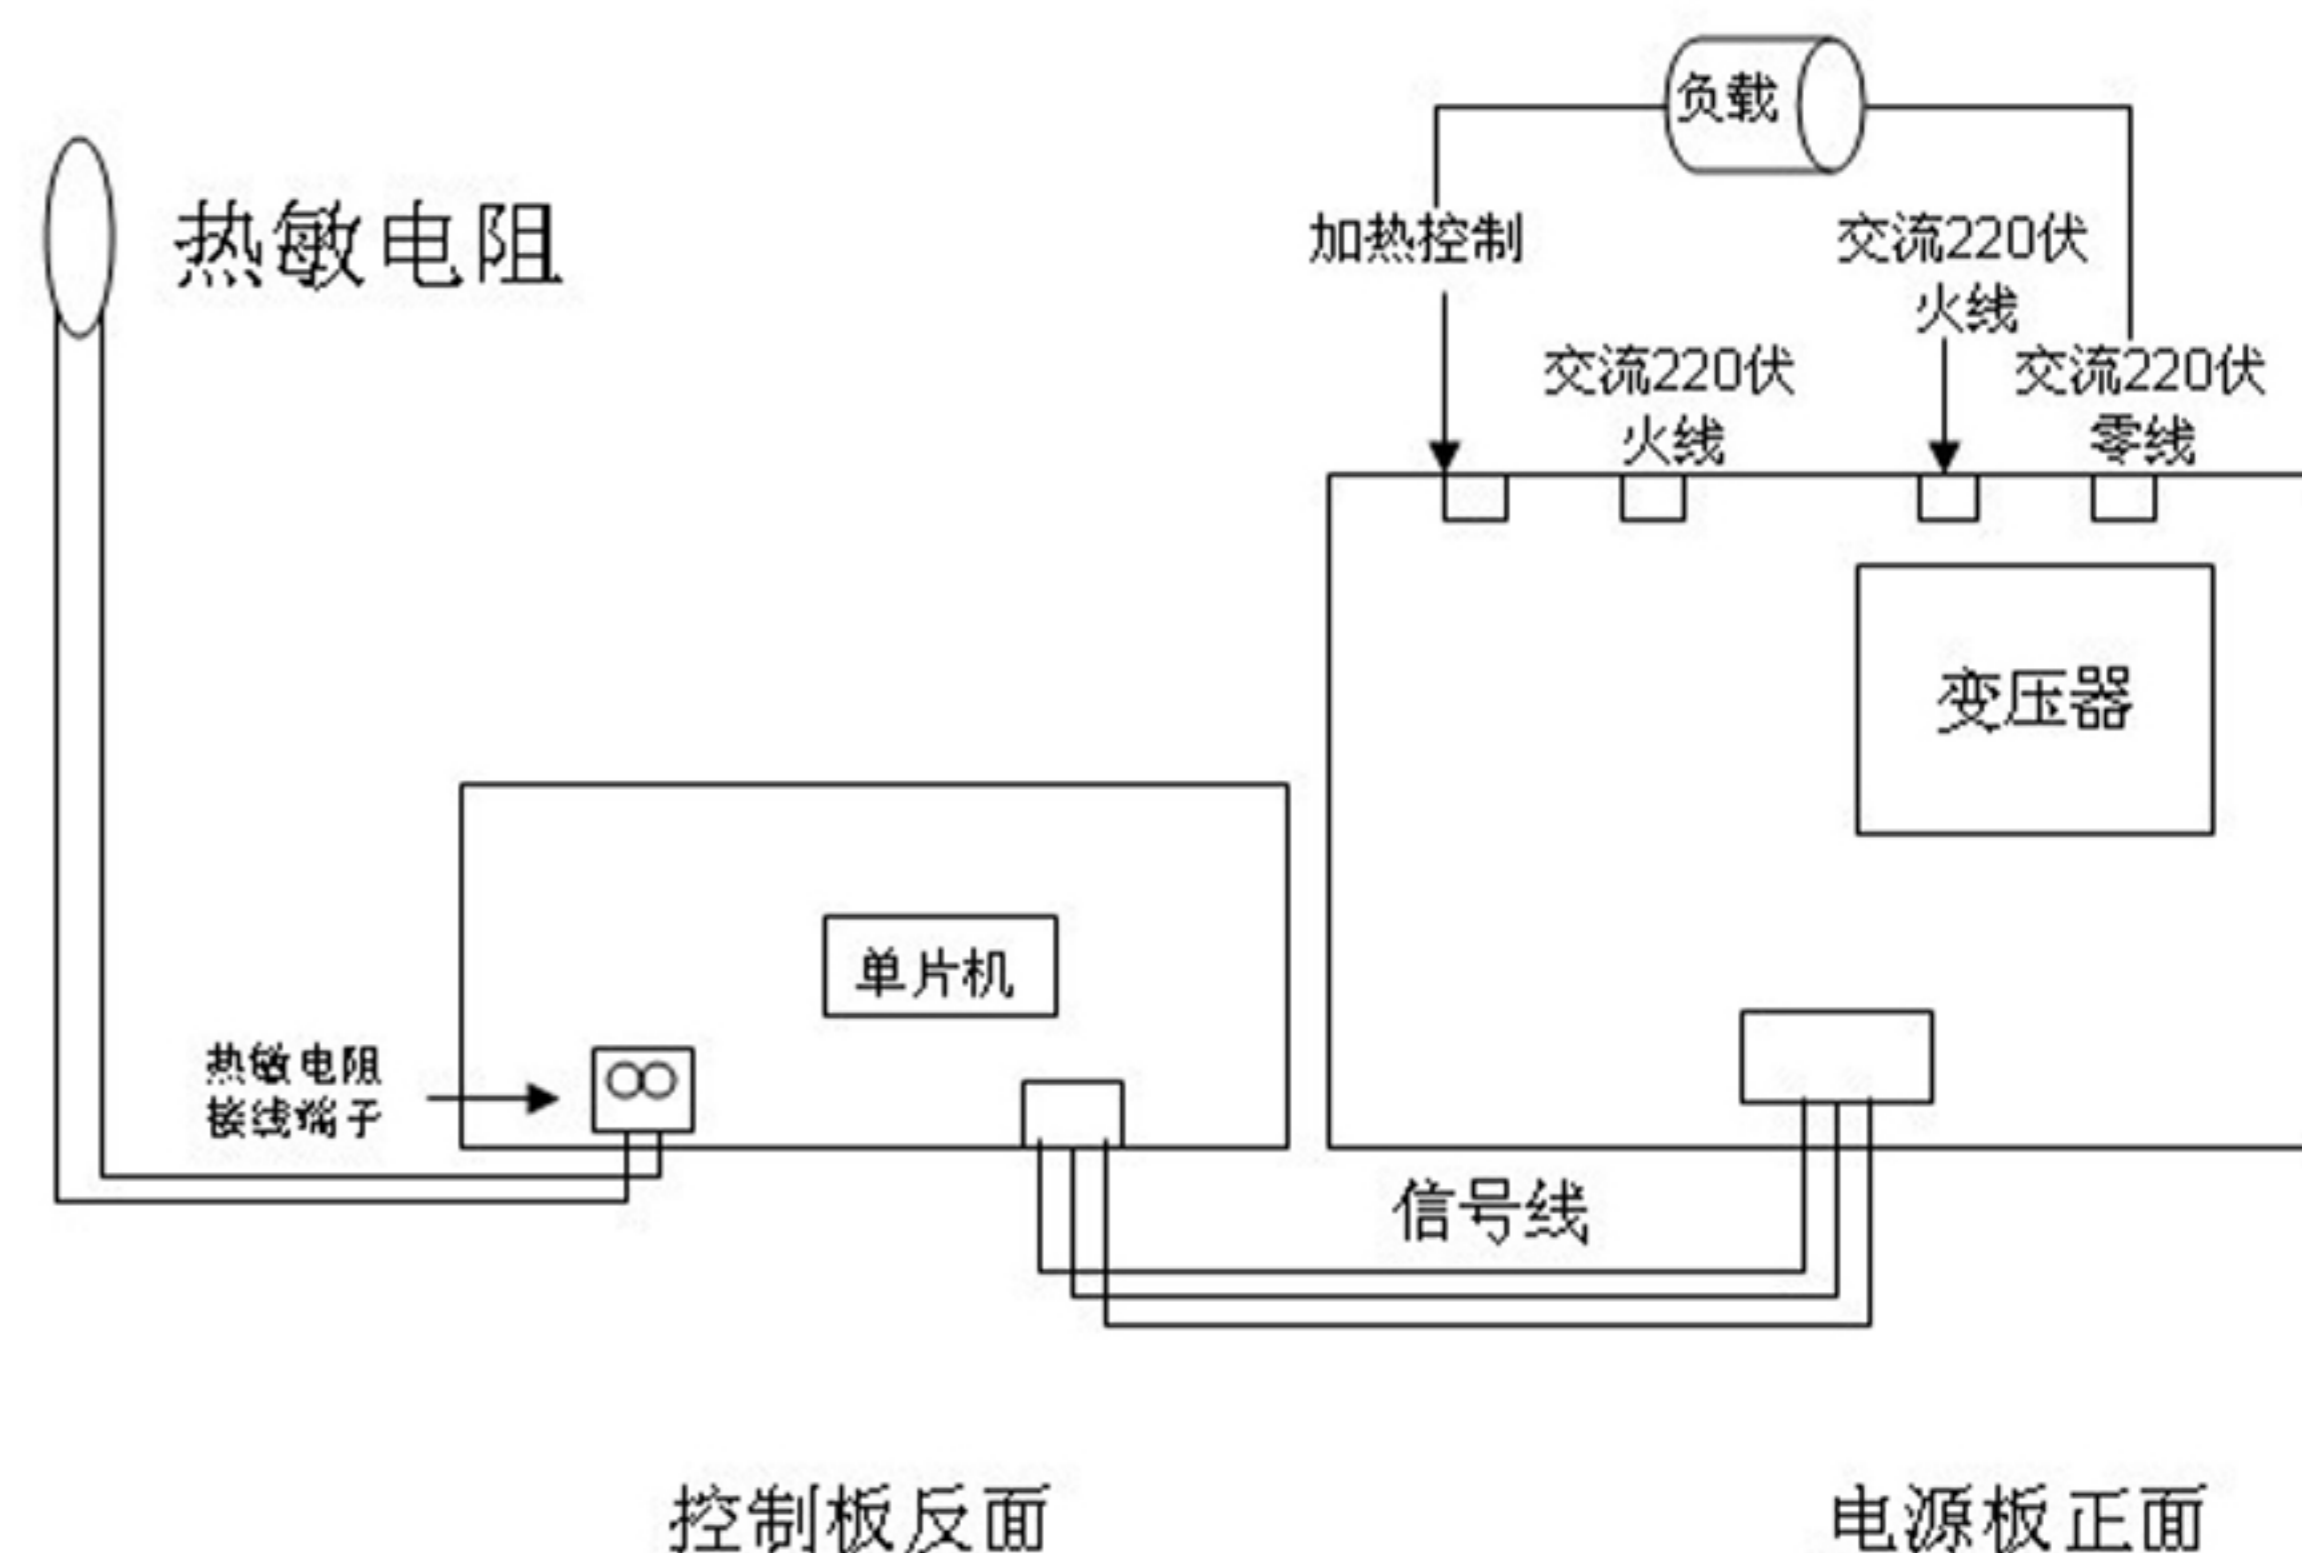 负载
热敏电阻
加热控制
交流220伏
火线
交流220伏
火线
交流220伏
零线
变压器
单片机
热敏电阻
接线端子
信号线
控制板反面
电源板正面